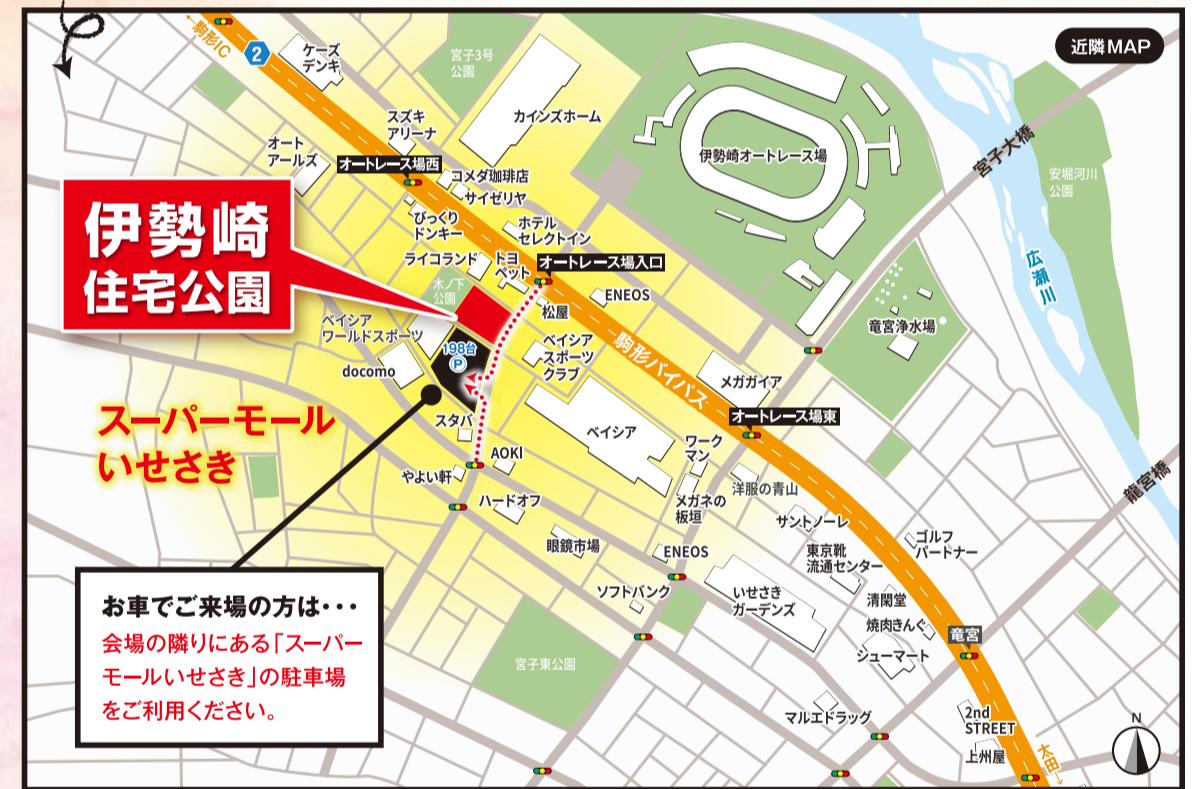 近隣MAP
←駒形IC
2
ケーズ
デンキ
宮子3号
公園
カインズホーム
スズキ
アリーナ
オート
アールズ
オートレース場西
コメダ珈琲店
サイゼリヤ
伊勢崎オートレース場
宮子大橋
安堀河川
公園
広瀬川
伊勢崎
住宅公園
びっくり
ドンキー
ホテル
セレクトイン
ライコランド
トヨ
ペット
オートレース場入口
木ノ下
公園
ENEOS
松屋
竜宮浄水場
ベイシア
ワールドスポーツ
198台
P
docomo
ベイシア
スポーツ
クラブ
駒形バイパス
メガガイア
オートレース場東
スーパーモール
いせさき
スタバ
ベイシア
AOKI
やよい軒
ワーク
マン
洋服の青山
龍宮橋
ハードオフ
メガネの
板垣
サントノーレ
眼鏡市場
ENEOS
東京靴
流通センター
ゴルフ
パートナー
ソフトバンク
いせさき
ガーデンズ
清閑堂
焼肉きんぐ
竜宮
シューマート
お車でご来場の方は・・・
会場の隣りにある「スーパー
モールいせさき」の駐車場
をご利用ください。
宮子東公園
マルエドラッグ
2nd
STREET
上州屋
太田→
N